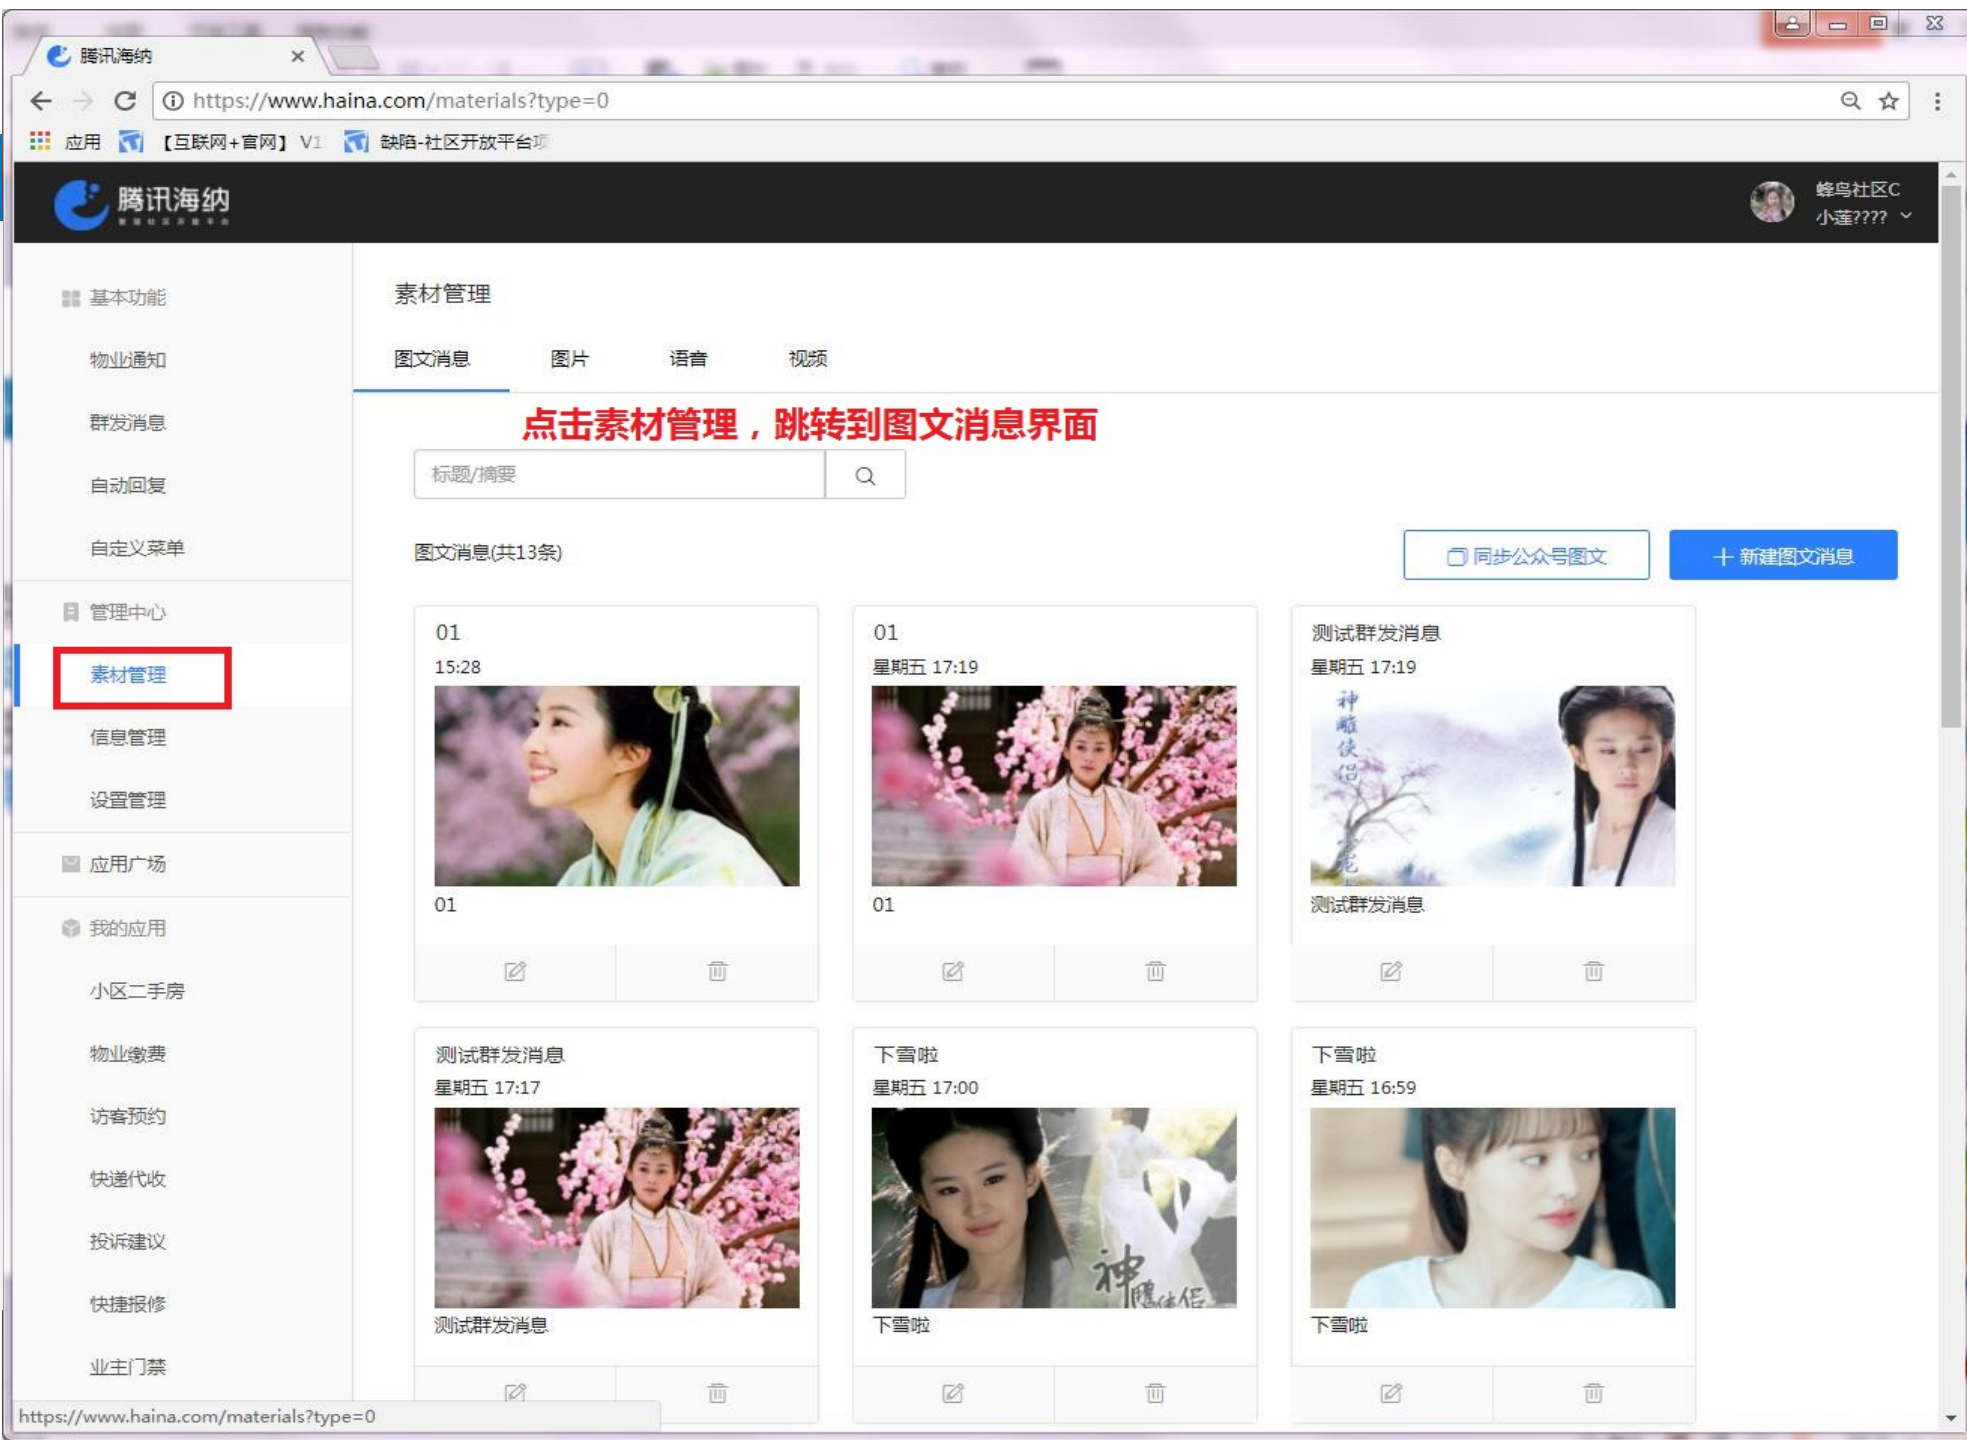 腾讯海纳
https://www.haina.com/materials?type=0
应用 【互联网+官网】V1 缺陷-社区开放平台项
腾讯海纳
蜂鸟社区C
小莲????
基本功能
物业通知
群发消息
自动回复
自定义菜单
管理中心
素材管理
信息管理
设置管理
应用广场
我的应用
小区二手房
物业缴费
访客预约
快递代收
投诉建议
快捷报修
业主门禁
素材管理
图文消息 图片 语音 视频
点击素材管理，跳转到图文消息界面
标题/摘要
图文消息(共13条)
同步公众号图文
新建图文消息
01
15:28
01
01
星期五 17:19
01
测试群发消息
星期五 17:19
神雕侠侣
测试群发消息
测试群发消息
星期五 17:17
测试群发消息
下雪啦
星期五 17:00
神雕侠侣
下雪啦
下雪啦
星期五 16:59
下雪啦
https://www.haina.com/materials?type=0